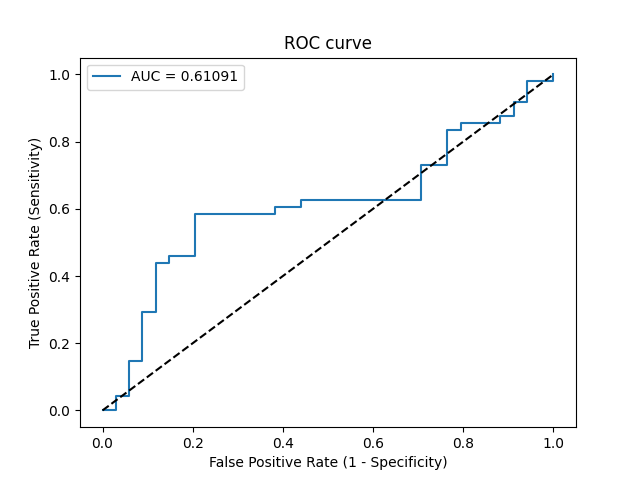 ROC curve
AUC = 0.61091
True Positive Rate (Sensitivity)
1.0
0.8
0.6
0.4
0.2
0.0
0.0 0.2 0.4 0.6 0.8 1.0
False Positive Rate (1 - Specificity)